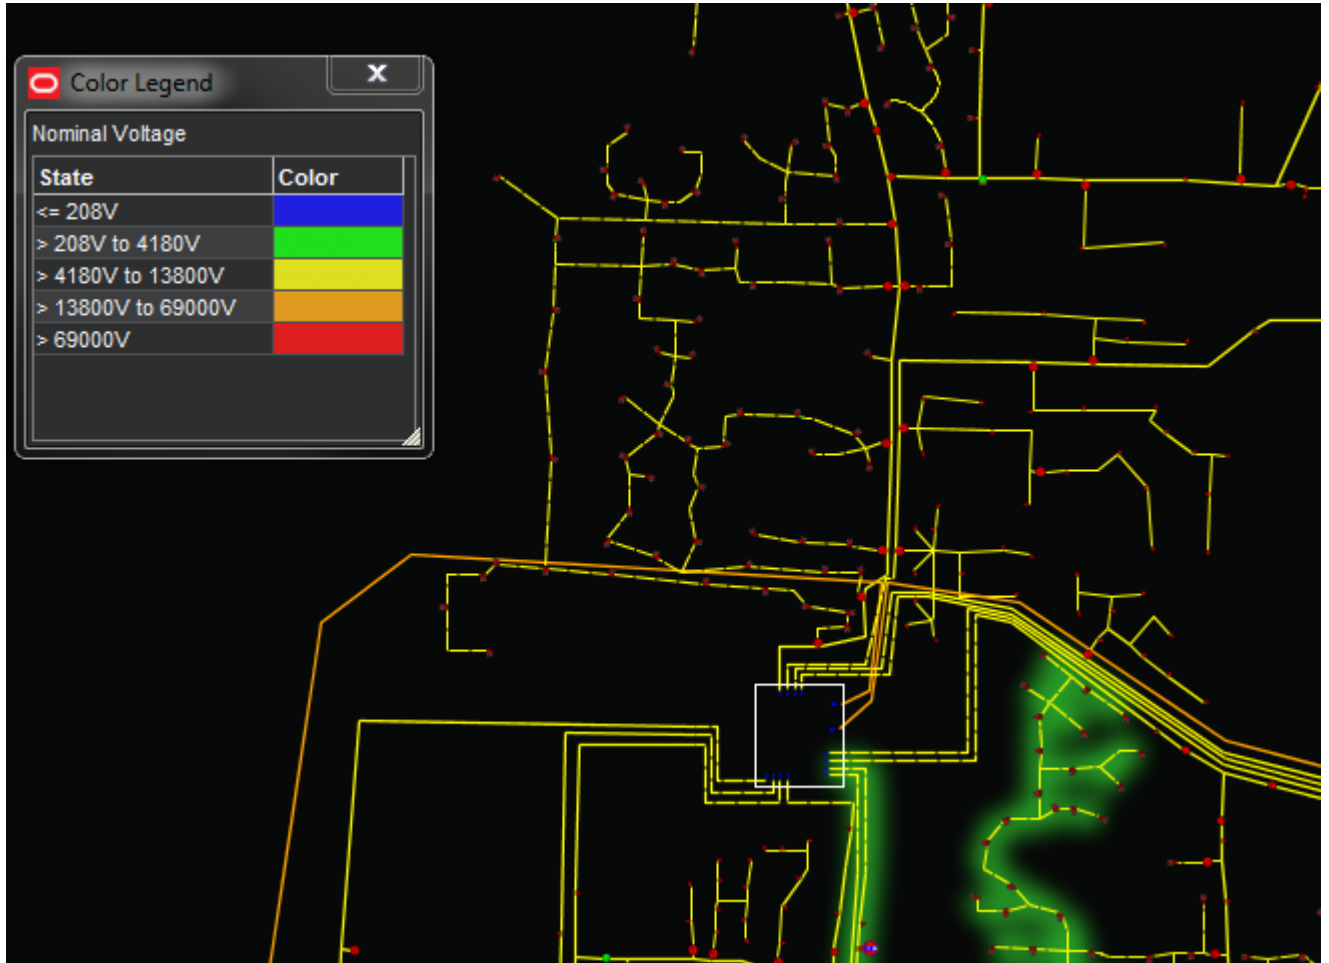 Color Legend
X
Nominal Voltage
State Color
<= 208V
> 208V to 4180V
> 4180V to 13800V
> 13800V to 69000V
> 69000V